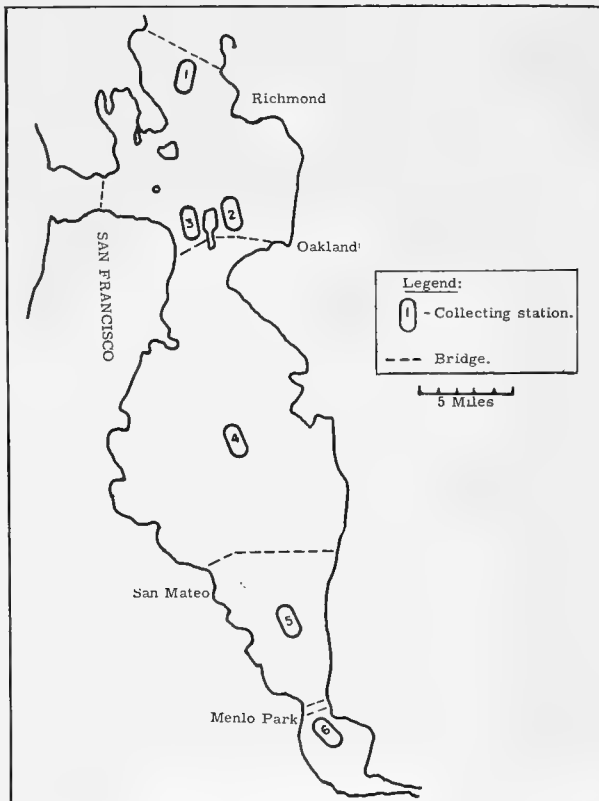 1
Richmond
3
2
Oakland
SAN FRANCISCO
Legend:
1 - Collecting station.
Bridge.
5 Miles
4
San Mateo
5
Menlo Park
6